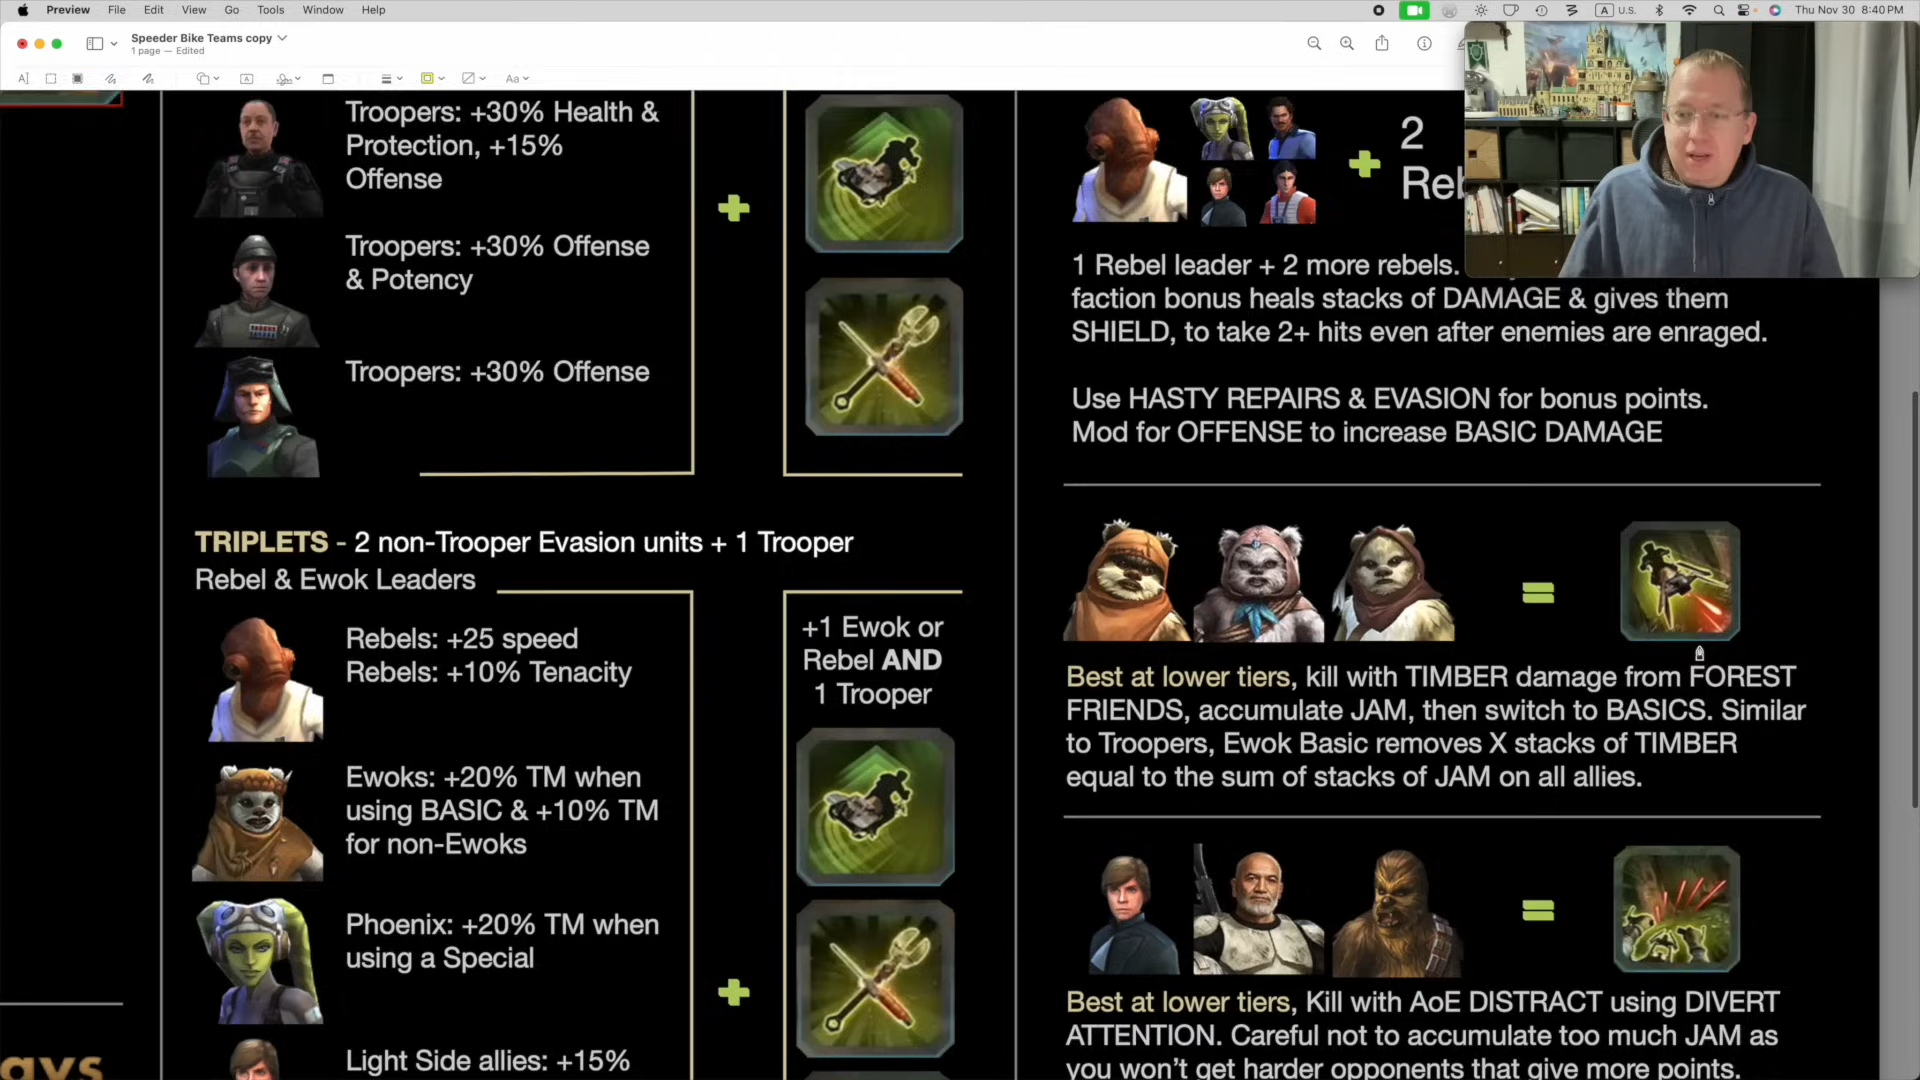 Preview File Edit View Go Tools Window Help
U.S. Thu Nov 30 8:40 PM
Speeder Bike Teams copy
1 page — Edited
Troopers: +30% Health &
Protection, +15%
Offense
Troopers: +30% Offense
& Potency
Troopers: +30% Offense
TRIPLETS - 2 non-Trooper Evasion units + 1 Trooper
Rebel & Ewok Leaders
Rebels: +25 speed
Rebels: +10% Tenacity
Ewoks: +20% TM when
using BASIC & +10% TM
for non-Ewoks
Phoenix: +20% TM when
using a Special
Light Side allies: +15%
+1 Ewok or
Rebel AND
1 Trooper
2
1 Rebel leader + 2 more rebels.
faction bonus heals stacks of DAMAGE & gives them
SHIELD, to take 2+ hits even after enemies are enraged.
Use HASTY REPAIRS & EVASION for bonus points.
Mod for OFFENSE to increase BASIC DAMAGE
Best at lower tiers, kill with TIMBER damage from FOREST
FRIENDS, accumulate JAM, then switch to BASICS. Similar
to Troopers, Ewok Basic removes X stacks of TIMBER
equal to the sum of stacks of JAM on all allies.
Best at lower tiers, Kill with AoE DISTRACT using DIVERT
ATTENTION. Careful not to accumulate too much JAM as
you won't get harder opponents that give more points.